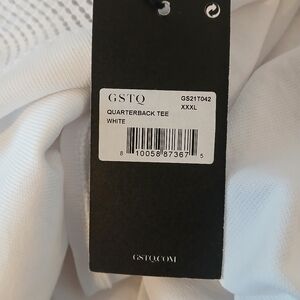 GSTQ GS21T042
XXXL
QUARTERBACK TEE
WHITE
8 10058 87367 5
GSTQ.COM